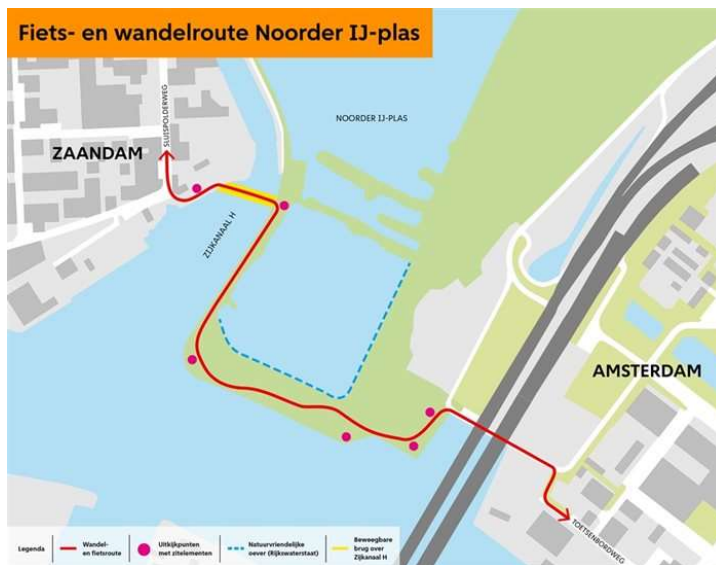 Fiets- en wandelroute Noorder IJ-plas
SLUISPOLDERWEG
NOORDER IJ-PLAS
ZAANDAM
ZIJKANAAL H
AMSTERDAM
TOETSENBORDWEG
Legenda
Wandel-
en fietsroute
Uitkijkpunten
met zitelementen
Natuurvriendelijke
oever (Rijkswaterstaat)
Beweegbare
brug over
Zijkanaal H